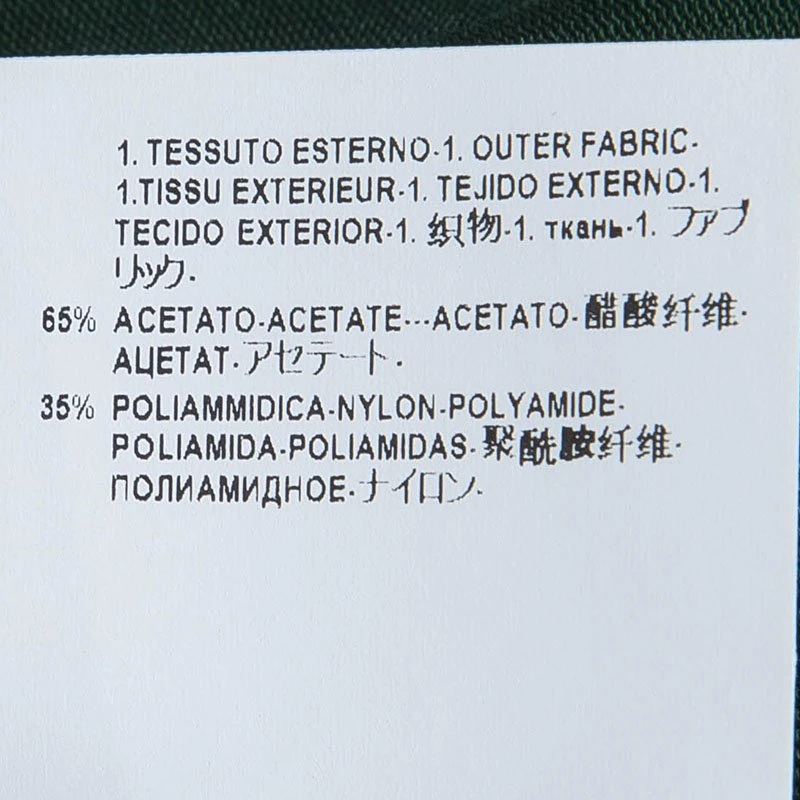 1. TESSUTO ESTERNO-1. OUTER FABRIC-
1.TISSU EXTERIEUR-1. TEJIDO EXTERNO-1.
TECIDO EXTERIOR-1. 织物-1. ткань-1. ファブ
リック.
65% ACETATO-ACETATE---ACETATO-醋酸纤维-
АЦЕТАТ-アセテート.
35% POLIAMMIDICA-NYLON-POLYAMIDE-
POLIAMIDA-POLIAMIDAS-聚酰胺纤维-
ПОЛИАМИДНОЕ-ナイロン.